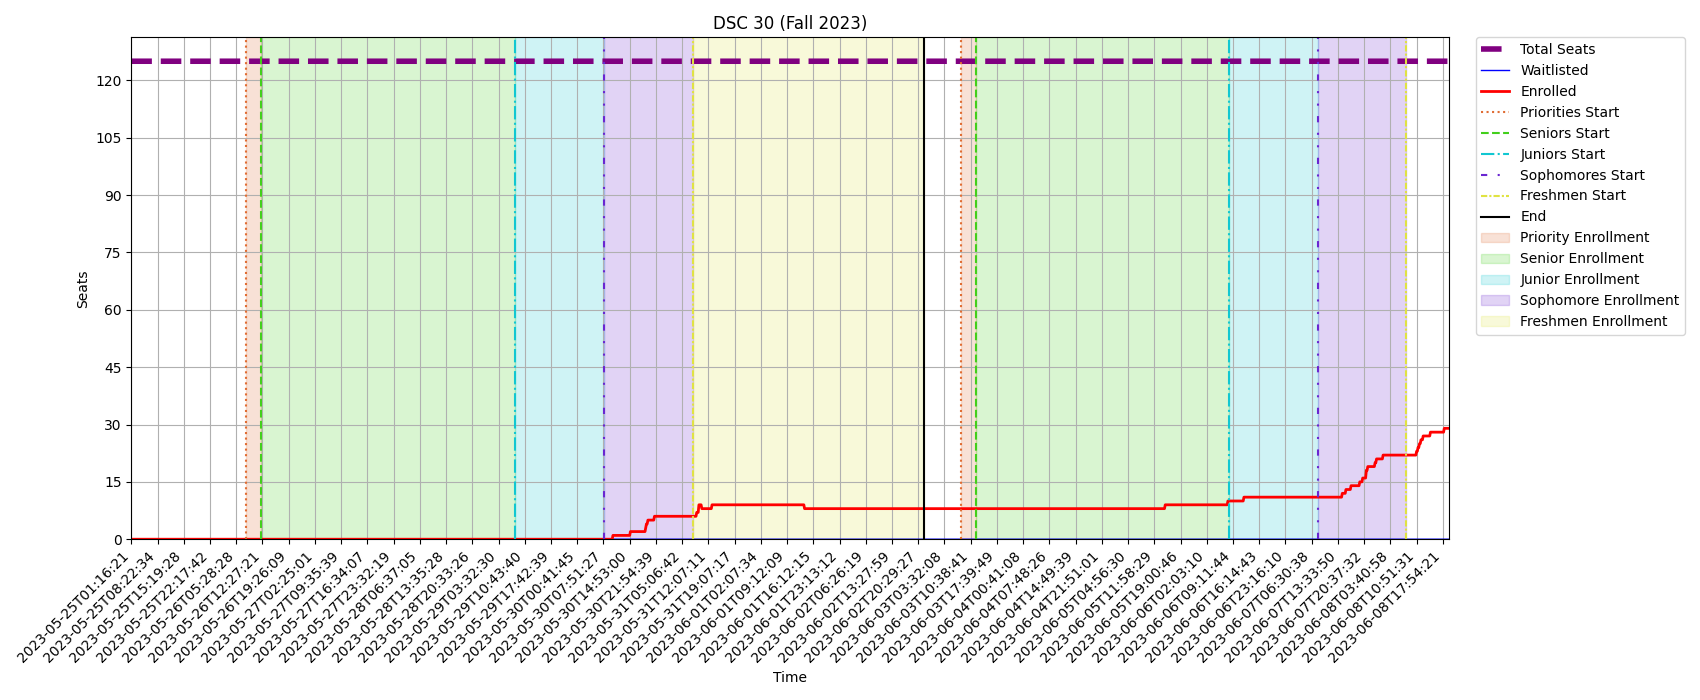 DSC 30 (Fall 2023)
Total Seats
Waitlisted
Enrolled
Priorities Start
Seniors Start
Juniors Start
Sophomores Start
Freshmen Start
End
Priority Enrollment
Senior Enrollment
Junior Enrollment
Sophomore Enrollment
Freshmen Enrollment
Seats
120
105
90
75
60
45
30
15
0
2023-05-25T01:16:21
2023-05-25T08:22:34
2023-05-25T15:19:28
2023-05-25T22:17:42
2023-05-26T05:28:28
2023-05-26T12:27:21
2023-05-26T19:26:09
2023-05-27T02:25:01
2023-05-27T09:35:39
2023-05-27T16:34:07
2023-05-27T23:32:19
2023-05-28T06:37:05
2023-05-28T13:35:28
2023-05-28T20:33:26
2023-05-29T03:32:30
2023-05-29T10:43:40
2023-05-29T17:42:39
2023-05-30T00:41:45
2023-05-30T07:51:27
2023-05-30T14:53:00
2023-05-30T21:54:39
2023-05-31T05:06:42
2023-05-31T12:07:11
2023-05-31T19:07:17
2023-06-01T02:07:34
2023-06-01T09:12:09
2023-06-01T16:12:15
2023-06-01T23:13:12
2023-06-02T06:26:19
2023-06-02T13:27:59
2023-06-02T20:29:27
2023-06-03T03:32:08
2023-06-03T10:38:41
2023-06-03T17:39:49
2023-06-04T00:41:08
2023-06-04T07:48:26
2023-06-04T14:49:39
2023-06-04T21:51:01
2023-06-05T04:56:30
2023-06-05T11:58:29
2023-06-05T19:00:46
2023-06-06T02:03:10
2023-06-06T09:11:44
2023-06-06T16:14:43
2023-06-06T23:16:10
2023-06-07T06:30:38
2023-06-07T13:33:50
2023-06-07T20:37:32
2023-06-08T03:40:58
2023-06-08T10:51:31
2023-06-08T17:54:21
Time